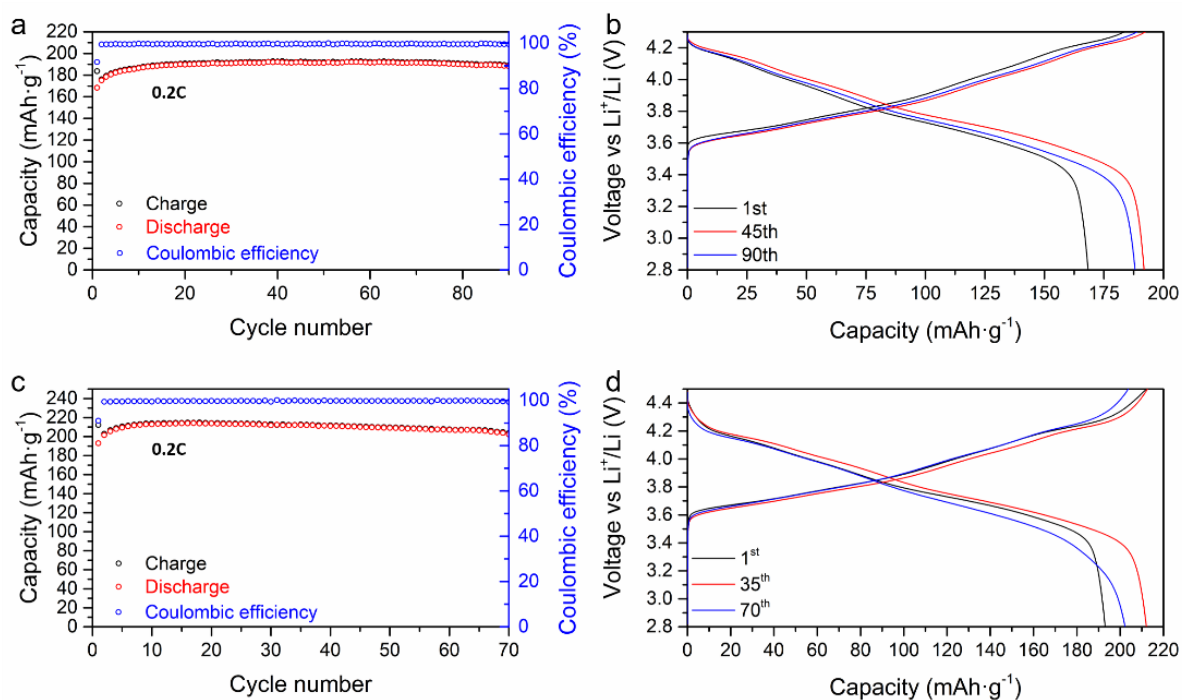 a
Capacity (mAh·g⁻¹)
220
200
180
160
140
120
100
80
60
40
20
0
0.2C
Charge
Discharge
Coulombic efficiency
0 20 40 60 80
Cycle number
100
80
60
40
20
0
Coulombic efficiency (%)
b
Voltage vs Li⁺/Li (V)
4.2
3.9
3.6
3.4
3.0
2.8
1st
45th
90th
0 25 50 75 100 125 150 175 200
Capacity (mAh·g⁻¹)
c
Capacity (mAh·g⁻¹)
240
220
200
180
160
140
120
100
80
60
40
20
0
0.2C
Charge
Discharge
Coulombic efficiency
0 10 20 30 40 50 60 70
Cycle number
100
80
60
40
20
0
Coulombic efficiency (%)
d
Voltage vs Li⁺/Li (V)
4.4
4.2
4.0
3.8
3.6
3.4
3.2
3.0
2.8
1ˢᵗ
35ᵗʰ
70ᵗʰ
0 20 40 60 80 100 120 140 160 180 200 220
Capacity (mAh·g⁻¹)